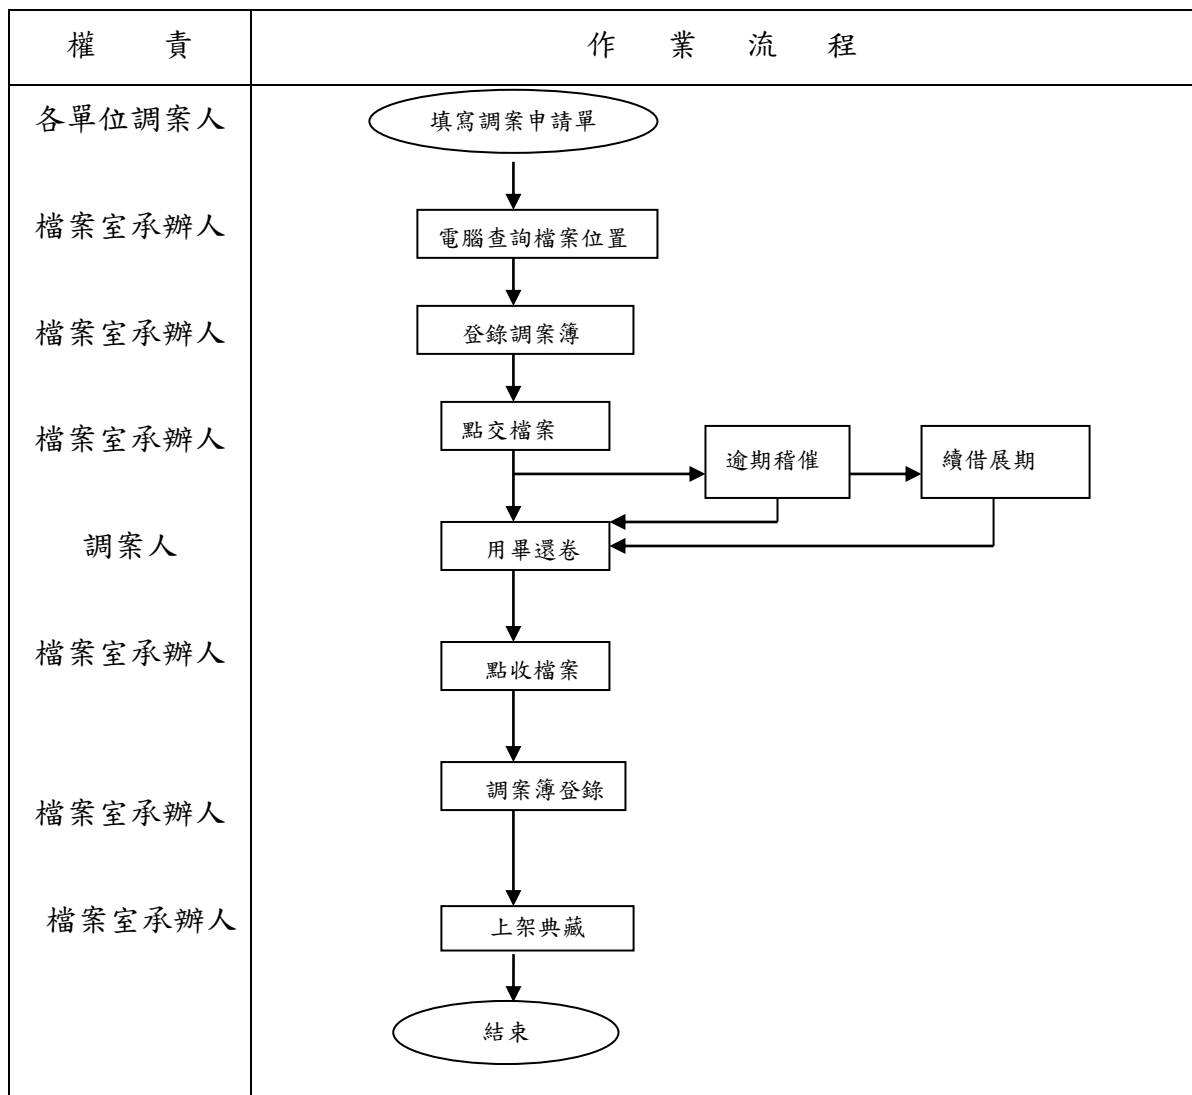 權 責
作 業 流 程
各單位調案人
填寫調案申請單
檔案室承辦人
電腦查詢檔案位置
檔案室承辦人
登錄調案簿
檔案室承辦人
點交檔案
逾期稽催
續借展期
調案人
用畢還卷
檔案室承辦人
點收檔案
檔案室承辦人
調案簿登錄
檔案室承辦人
上架典藏
結束